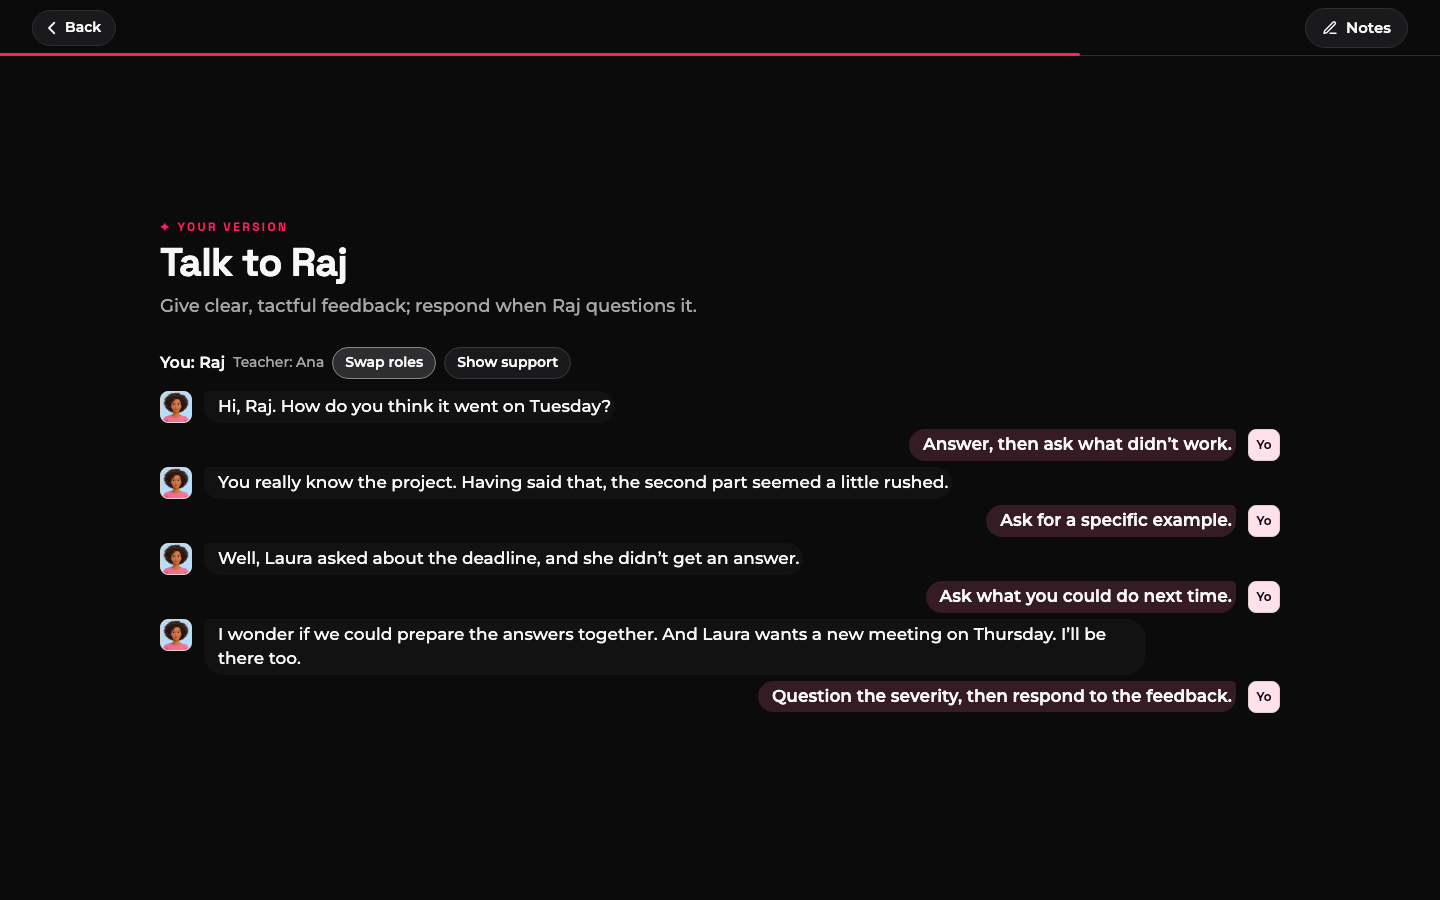 Back
Notes
✦ YOUR VERSION
Talk to Raj
Give clear, tactful feedback; respond when Raj questions it.
You: Raj Teacher: Ana Swap roles Show support
Hi, Raj. How do you think it went on Tuesday?
Answer, then ask what didn’t work. Yo
You really know the project. Having said that, the second part seemed a little rushed.
Ask for a specific example. Yo
Well, Laura asked about the deadline, and she didn’t get an answer.
Ask what you could do next time. Yo
I wonder if we could prepare the answers together. And Laura wants a new meeting on Thursday. I’ll be
there too.
Question the severity, then respond to the feedback. Yo